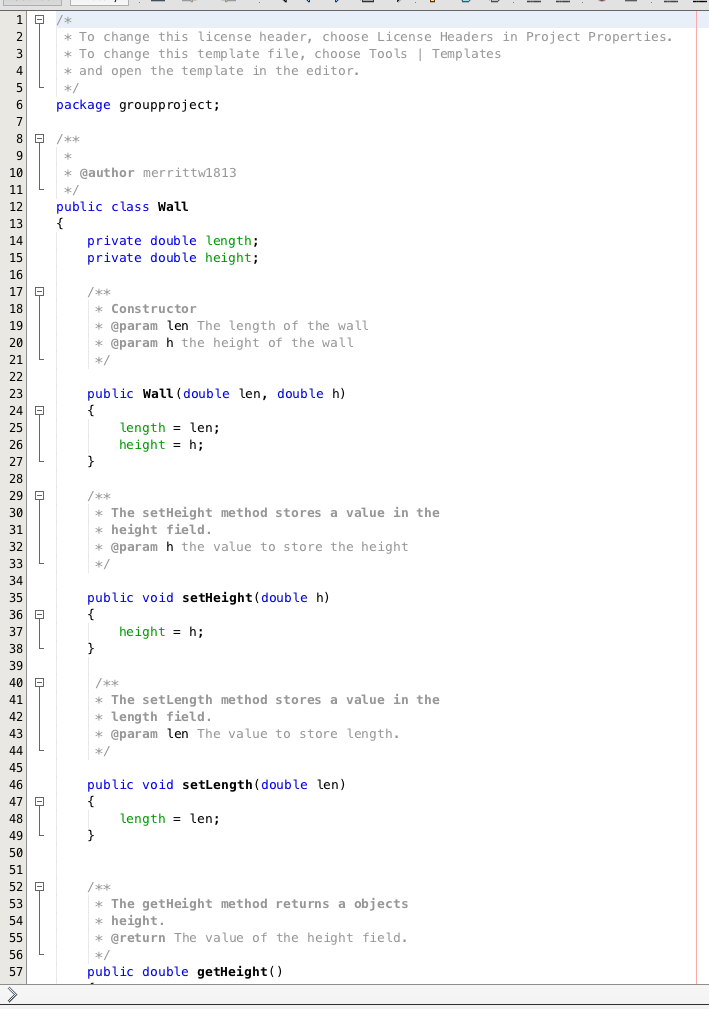 1 /*
2 * To change this license header, choose License Headers in Project Properties.
3 * To change this template file, choose Tools | Templates
4 * and open the template in the editor.
5 */
6 package groupproject;
7
8 /**
9 *
10 * @author merrittw1813
11 */
12 public class Wall
13 {
14 private double length;
15 private double height;
16
17 /**
18 * Constructor
19 * @param len The length of the wall
20 * @param h the height of the wall
21 */
22
23 public Wall(double len, double h)
24 {
25 length = len;
26 height = h;
27 }
28
29 /**
30 * The setHeight method stores a value in the
31 * height field.
32 * @param h the value to store the height
33 */
34
35 public void setHeight(double h)
36 {
37 height = h;
38 }
39
40 /**
41 * The setLength method stores a value in the
42 * length field.
43 * @param len The value to store length.
44 */
45
46 public void setLength(double len)
47 {
48 length = len;
49 }
50
51
52 /**
53 * The getHeight method returns a objects
54 * height.
55 * @return The value of the height field.
56 */
57 public double getHeight()